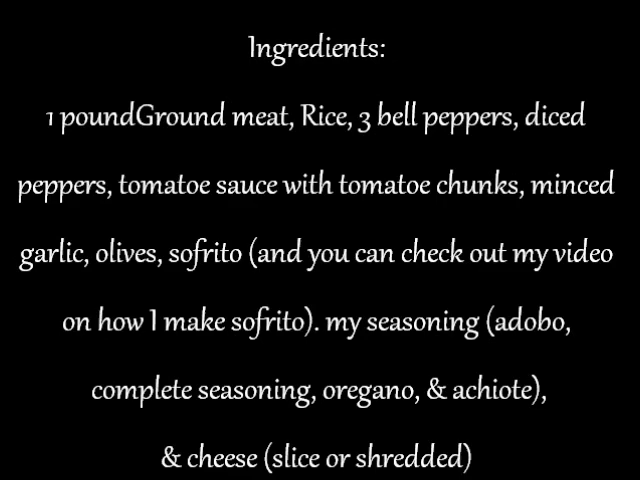 Ingredients:
1 poundGround meat, Rice, 3 bell peppers, diced
peppers, tomatoe sauce with tomatoe chunks, minced
garlic, olives, sofrito (and you can check out my video
on how I make sofrito). my seasoning (adobo,
complete seasoning, oregano, & achiote),
& cheese (slice or shredded)